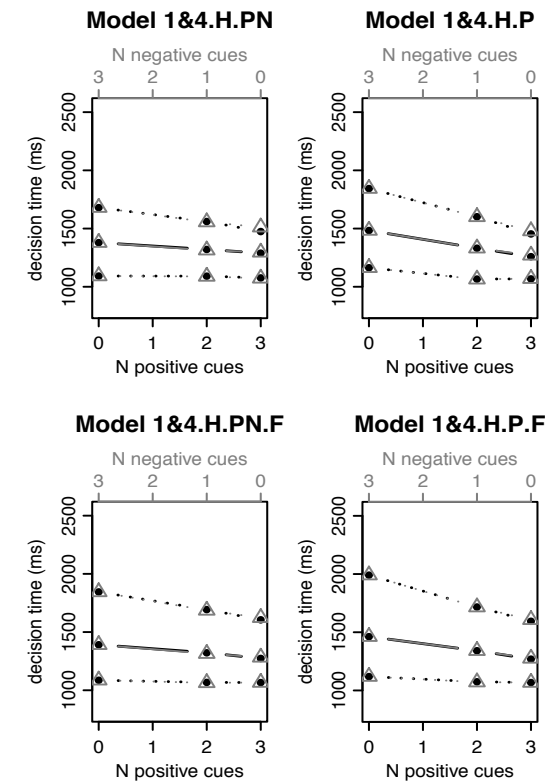 Model 1&4.H.PN
N negative cues
3 2 1 0
decision time (ms)
2500
2000
1500
1000
0 1 2 3
N positive cues
Model 1&4.H.P
N negative cues
3 2 1 0
decision time (ms)
2500
2000
1500
1000
0 1 2 3
N positive cues
Model 1&4.H.PN.F
N negative cues
3 2 1 0
decision time (ms)
2500
2000
1500
1000
0 1 2 3
N positive cues
Model 1&4.H.P.F
N negative cues
3 2 1 0
decision time (ms)
2500
2000
1500
1000
0 1 2 3
N positive cues